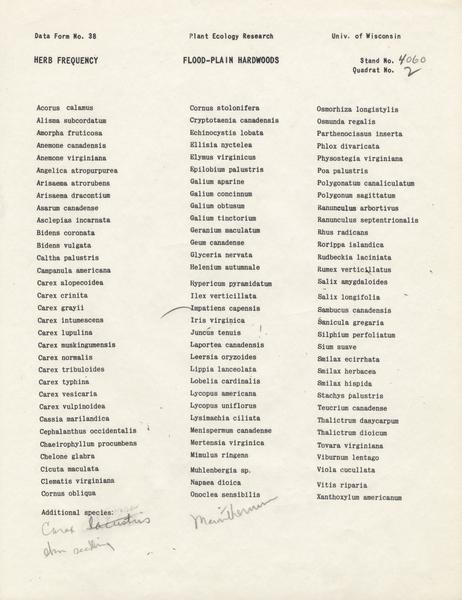 Data Form No. 38 Plant Ecology Research Univ. of Wisconsin
HERB FREQUENCY FLOOD-PLAIN HARDWOODS Stand No. 4060
Quadrat No. 2
Acorus calamus
Alisma subcordatum
Amorpha fruticosa
Anemone canadensis
Anemone virginiana
Angelica atropurpurea
Arisaema atrorubens
Arisaema dracontium
Asarum canadense
Asclepias incarnata
Bidens coronata
Bidens vulgata
Caltha palustris
Campanula americana
Carex alopecoidea
Carex crinita
Carex grayii
Carex intumescens
Carex lupulina
Carex muskingumensis
Carex normalis
Carex tribuloides
Carex typhina
Carex vesicaria
Carex vulpinoidea
Cassia marilandica
Cephalanthus occidentalis
Chaeirophyllum procumbens
Chelone glabra
Cicuta maculata
Clematis virginiana
Cornus obliqua
Cornus stolonifera
Cryptotaenia canadensis
Echinocystis lobata
Ellisia nyctelea
Elymus virginicus
Epilobium palustris
Galium aparine
Galium concinnum
Galium obtusum
Galium tinctorium
Geranium maculatum
Geum canadense
Glyceria nervata
Helenium autumnale
Hypericum pyramidatum
Ilex verticillata
Impatiens capensis
Iris virginica
Juncus tenuis
Laportea canadensis
Leersia oryzoides
Lippia lanceolata
Lobelia cardinalis
Lycopus americana
Lycopus uniflorus
Lysimachia ciliata
Menispermum canadense
Mertensia virginica
Mimulus ringens
Muhlenbergia sp.
Napaea dioica
Onoclea sensibilis
Osmorhiza longistylis
Osmunda regalis
Parthenocissus inserta
Phlox divaricata
Physostegia virginiana
Poa palustris
Polygonatum canaliculatum
Polygonum sagittatum
Ranunculus arbortivus
Ranunculus septentrionalis
Rhus radicans
Rorippa islandica
Rudbeckia laciniata
Rumex verticillatus
Salix amygdaloides
Salix longifolia
Sambucus canadensis
Sanicula gregaria
Silphium perfoliatum
Sium suave
Smilax ecirrhata
Smilax herbacea
Smilax hispida
Stachys palustris
Teucrium canadense
Thalictrum dasycarpum
Thalictrum dioicum
Tovara virginiana
Viburnum lentago
Viola cucullata
Vitis riparia
Xanthoxylum americanum
Additional species:
Carex lacustris
elm seedling